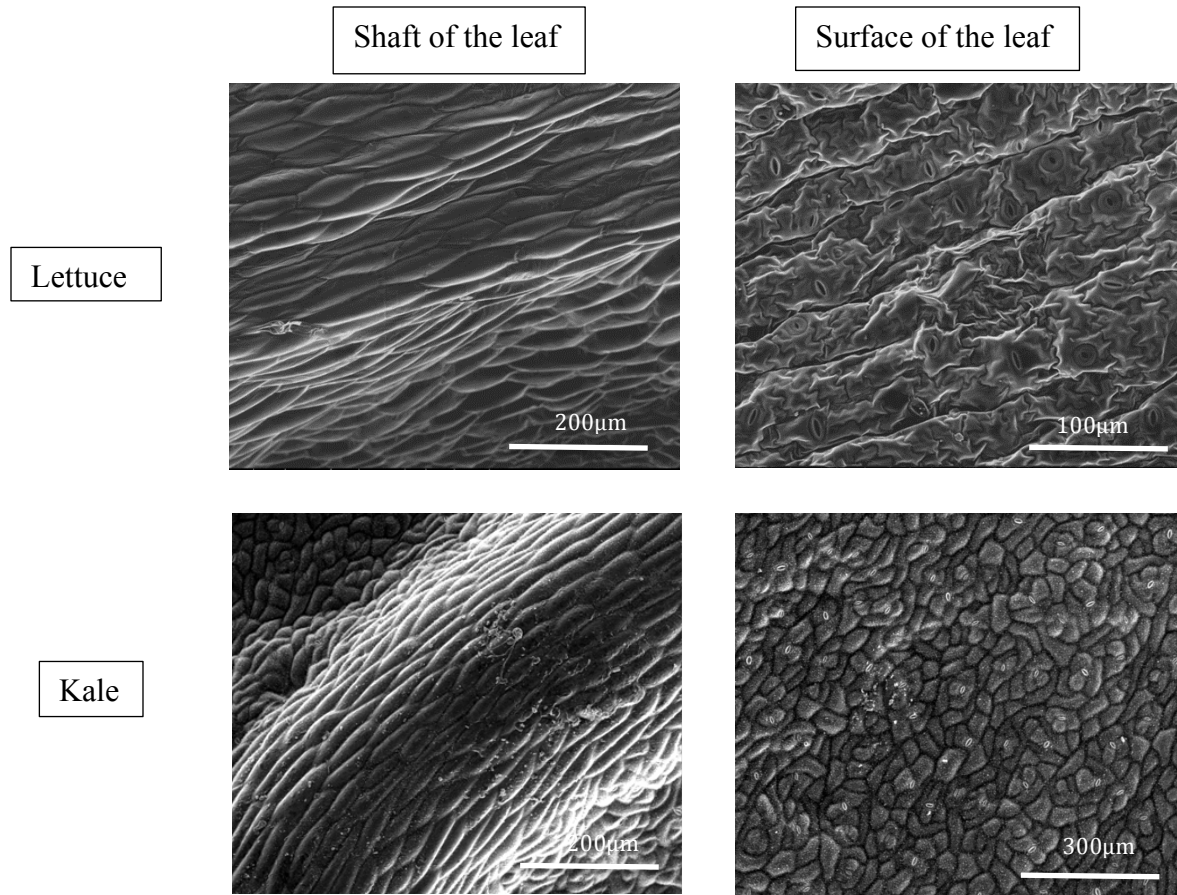 Shaft of the leaf
Surface of the leaf
Lettuce
200μm
100μm
Kale
200μm
300μm